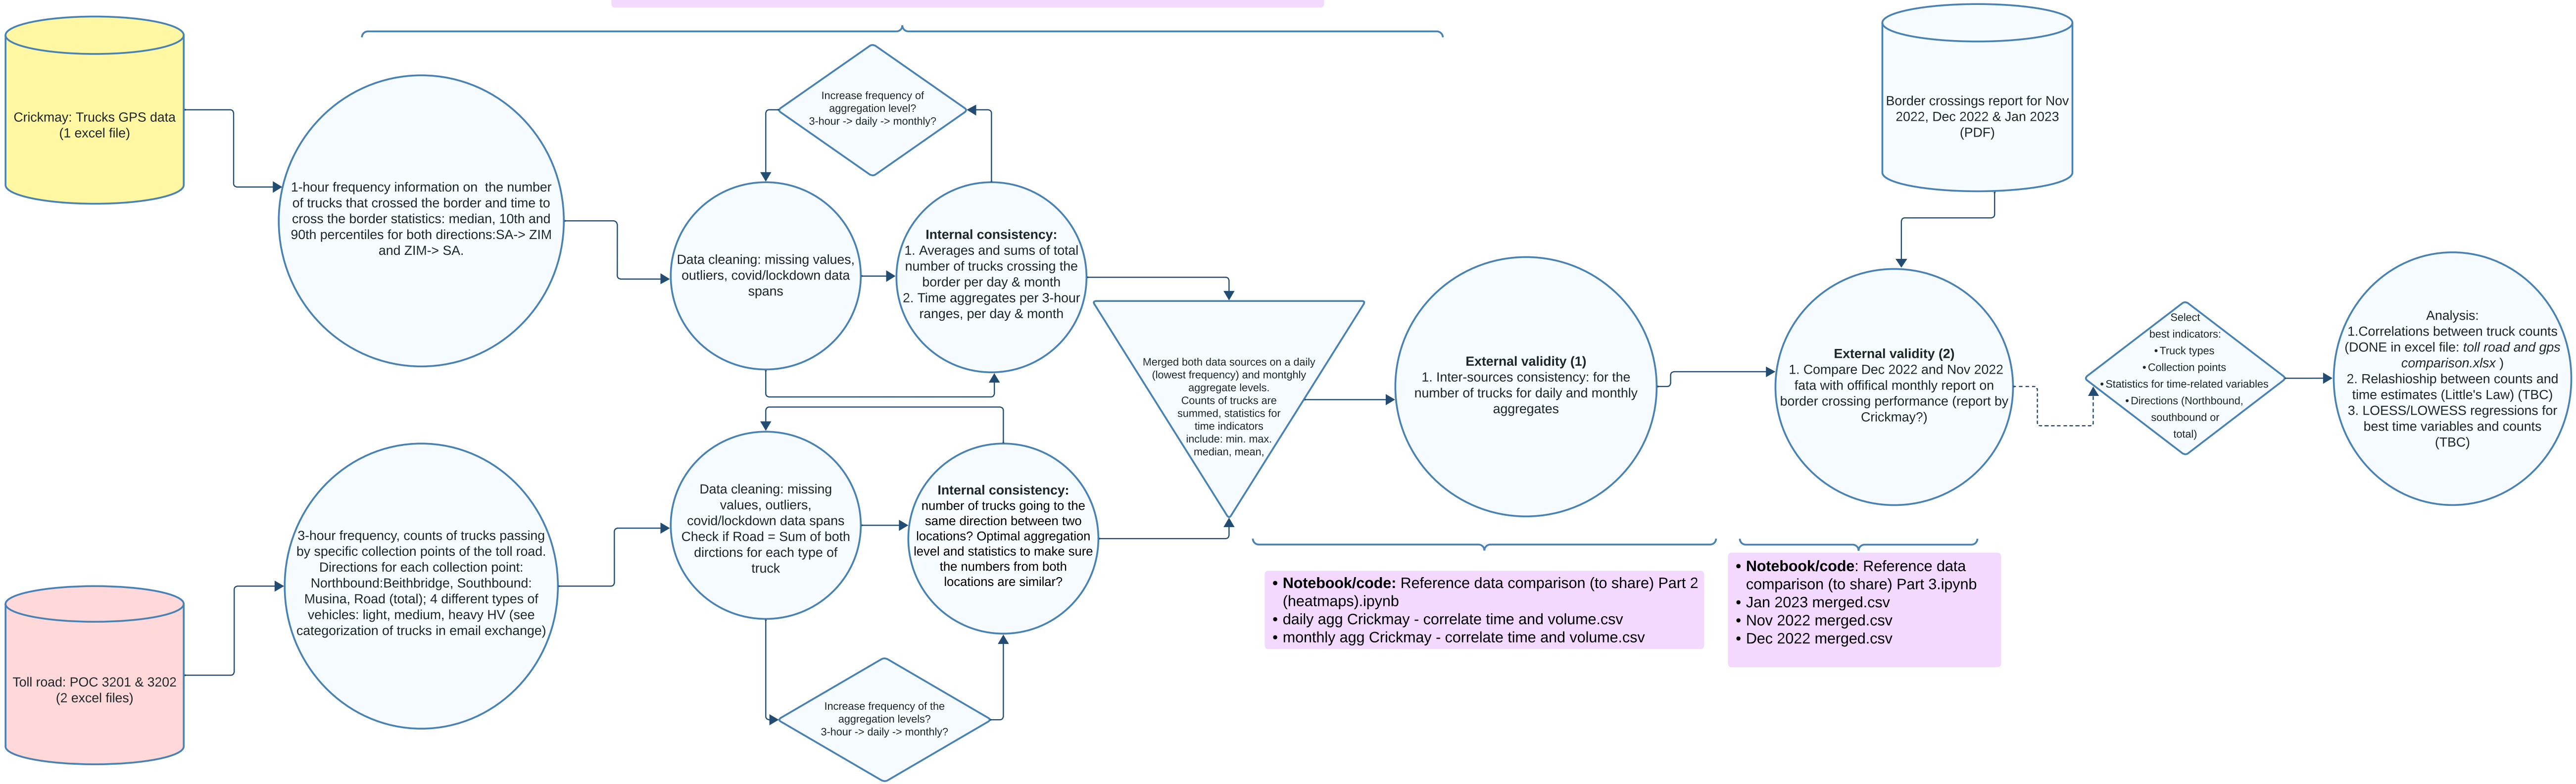 Crickmay: Trucks GPS data
(1 excel file)
1-hour frequency information on  the number
of trucks that crossed the border and time to
cross the border statistics: median, 10th and
90th percentiles for both directions:SA-> ZIM
and ZIM-> SA.
Increase frequency of
aggregation level?
3-hour -> daily -> monthly?
Data cleaning: missing values,
outliers, covid/lockdown data
spans
Internal consistency:
1. Averages and sums of total
number of trucks crossing the
border per day & month
2. Time aggregates per 3-hour
ranges, per day & month
Toll road: POC 3201 & 3202
(2 excel files)
3-hour frequency, counts of trucks passing
by specific collection points of the toll road.
Directions for each collection point:
Northbound:Beithbridge, Southbound:
Musina, Road (total); 4 different types of
vehicles: light, medium, heavy HV (see
categorization of trucks in email exchange)
Data cleaning: missing
values, outliers,
covid/lockdown data spans
Check if Road = Sum of both
dirctions for each type of
truck
Internal consistency:
number of trucks going to the
same direction between two
locations? Optimal aggregation
level and statistics to make sure
the numbers from both
locations are similar?
Increase frequency of the
aggregation levels?
3-hour -> daily -> monthly?
Merged both data sources on a daily
(lowest frequency) and montghly
aggregate levels.
Counts of trucks are
summed, statistics for
time indicators
include: min. max.
median, mean,
External validity (1)
1. Inter-sources consistency: for the
number of trucks for daily and monthly
aggregates
• Notebook/code: Reference data comparison (to share) Part 2
(heatmaps).ipynb
• daily agg Crickmay - correlate time and volume.csv
• monthly agg Crickmay - correlate time and volume.csv
Border crossings report for Nov
2022, Dec 2022 & Jan 2023
(PDF)
External validity (2)
1. Compare Dec 2022 and Nov 2022
fata with offifical monthly report on
border crossing performance (report by
Crickmay?)
• Notebook/code: Reference data
comparison (to share) Part 3.ipynb
• Jan 2023 merged.csv
• Nov 2022 merged.csv
• Dec 2022 merged.csv
Select
best indicators:
• Truck types
• Collection points
• Statistics for time-related variables
• Directions (Northbound,
southbound or
total)
Analysis:
1.Correlations between truck counts
(DONE in excel file: toll road and gps
comparison.xlsx )
2. Relashioship between counts and
time estimates (Little's Law) (TBC)
3. LOESS/LOWESS regressions for
best time variables and counts
(TBC)